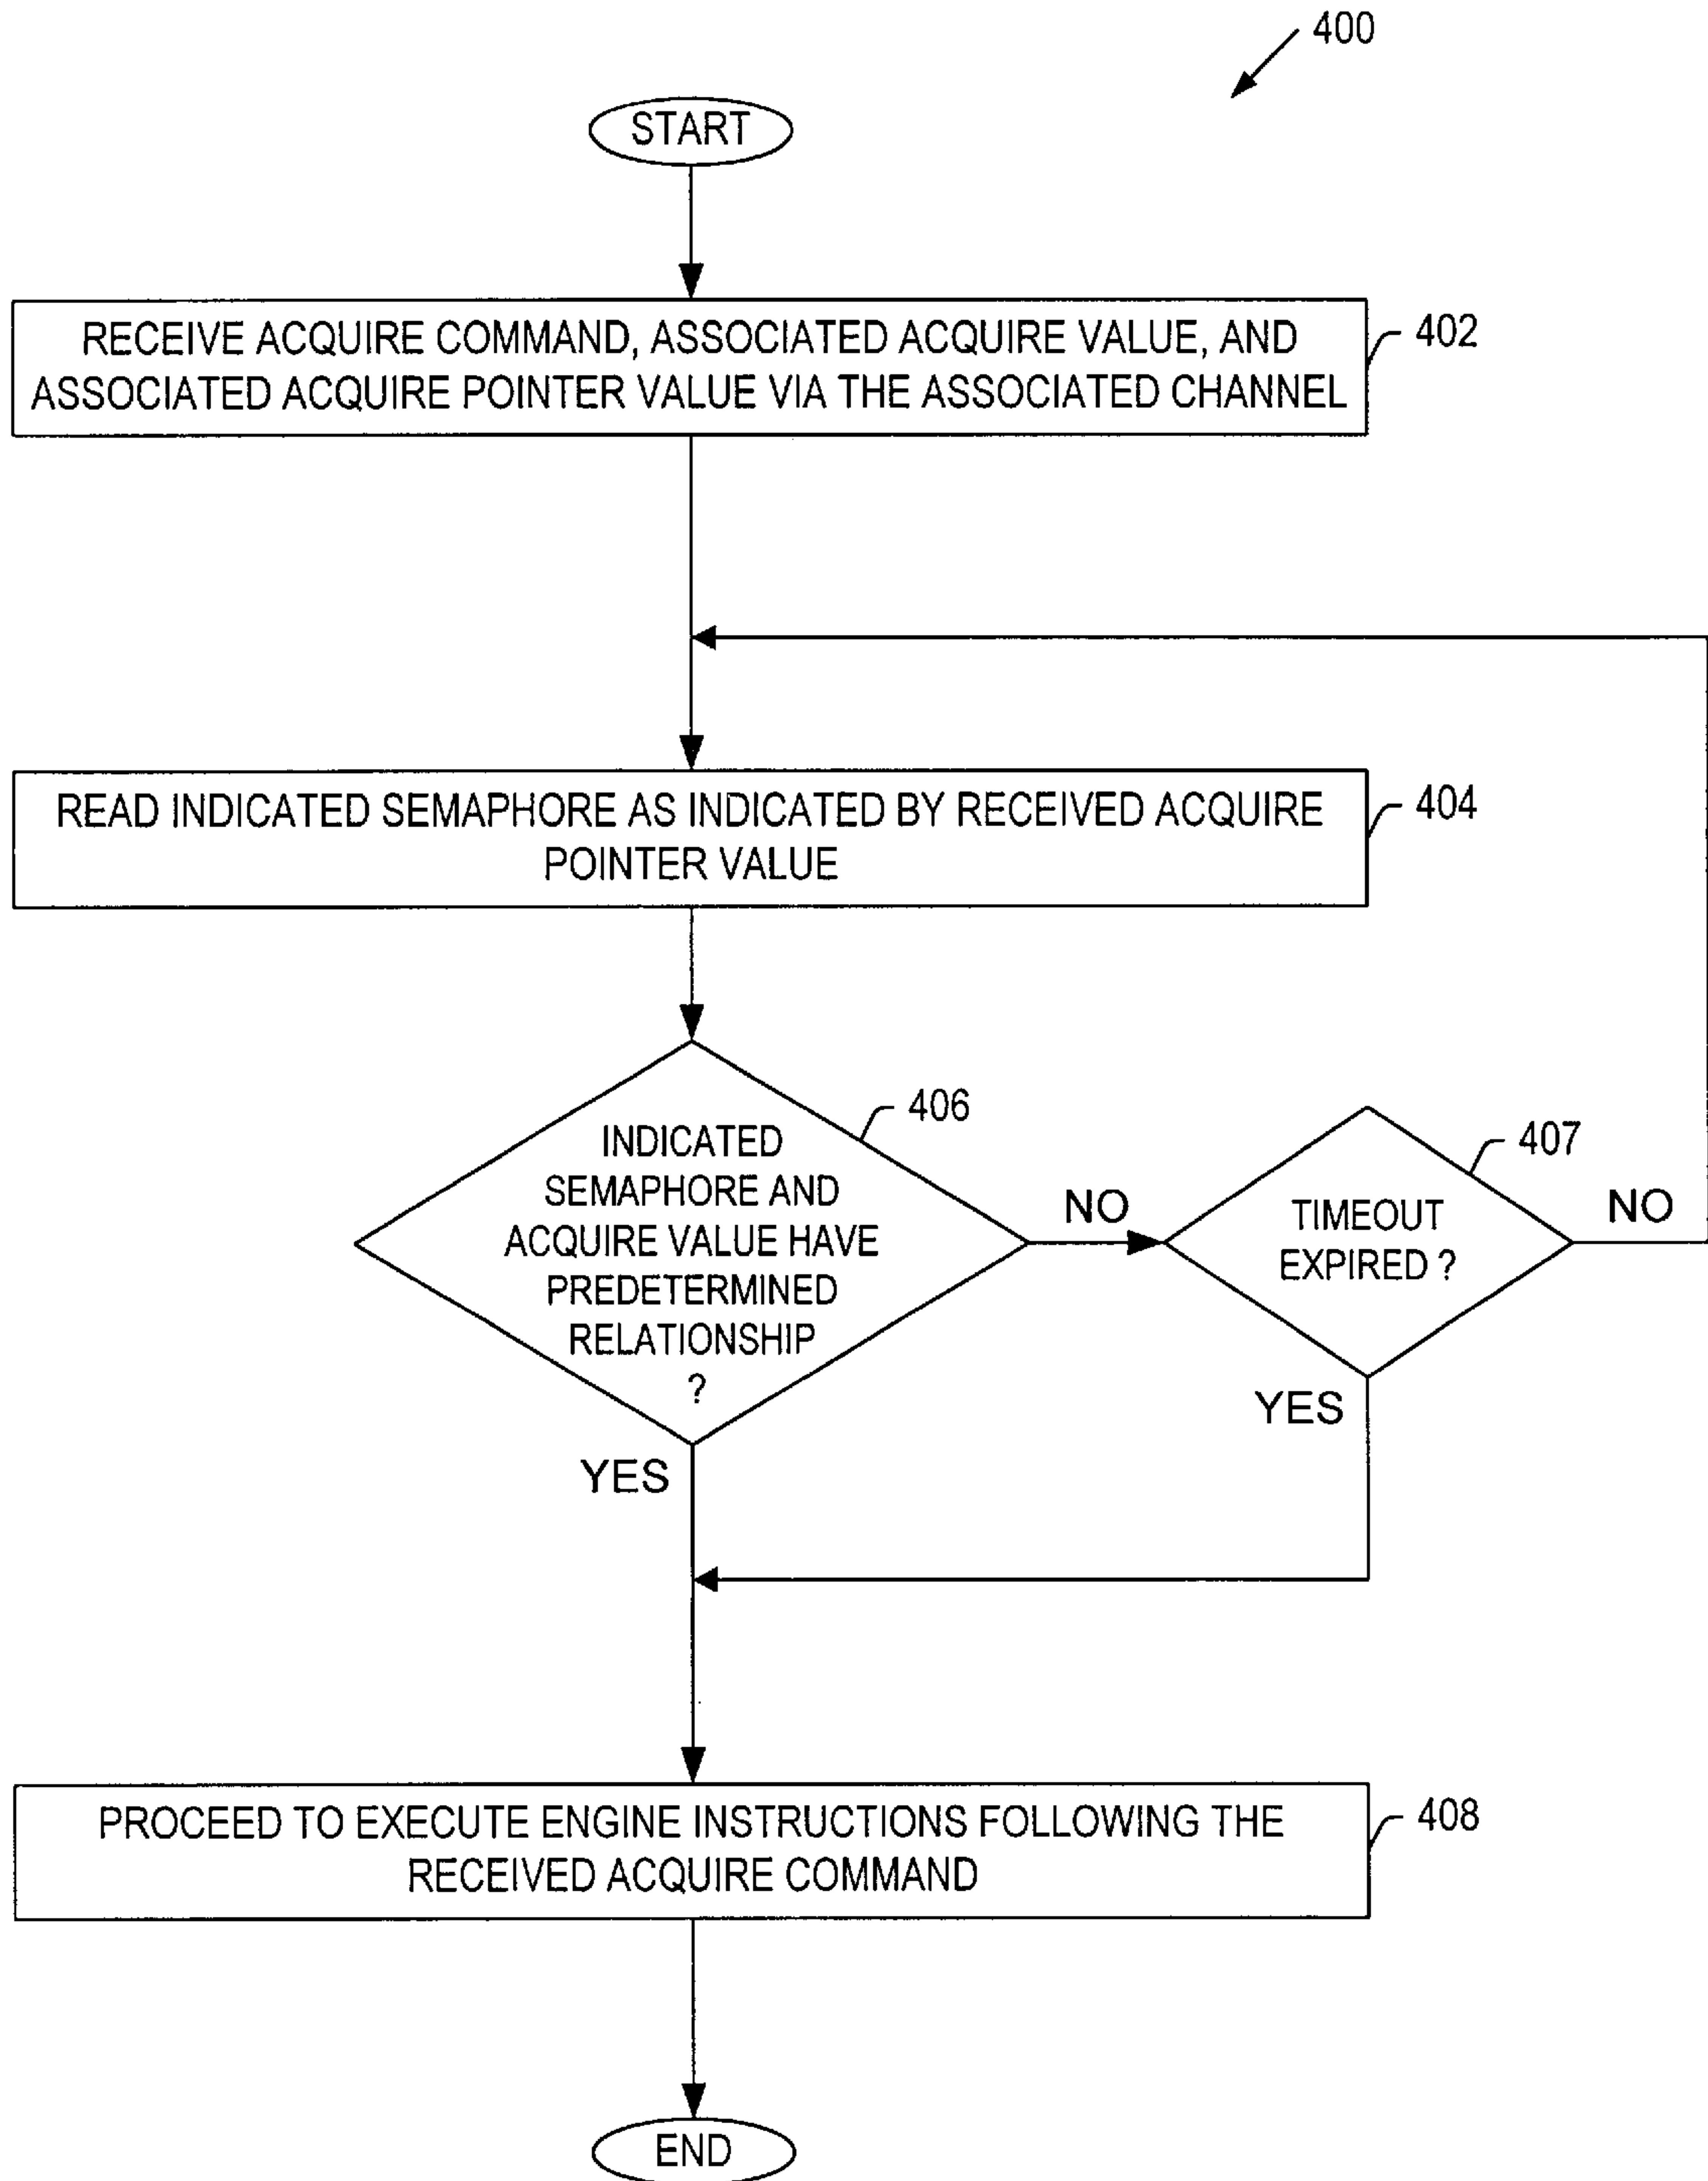 400
START
RECEIVE ACQUIRE COMMAND, ASSOCIATED ACQUIRE VALUE, AND
ASSOCIATED ACQUIRE POINTER VALUE VIA THE ASSOCIATED CHANNEL
402
READ INDICATED SEMAPHORE AS INDICATED BY RECEIVED ACQUIRE
POINTER VALUE
404
INDICATED
SEMAPHORE AND
ACQUIRE VALUE HAVE
PREDETERMINED
RELATIONSHIP
?
406
NO
TIMEOUT
EXPIRED ?
407
NO
YES
YES
PROCEED TO EXECUTE ENGINE INSTRUCTIONS FOLLOWING THE
RECEIVED ACQUIRE COMMAND
408
END